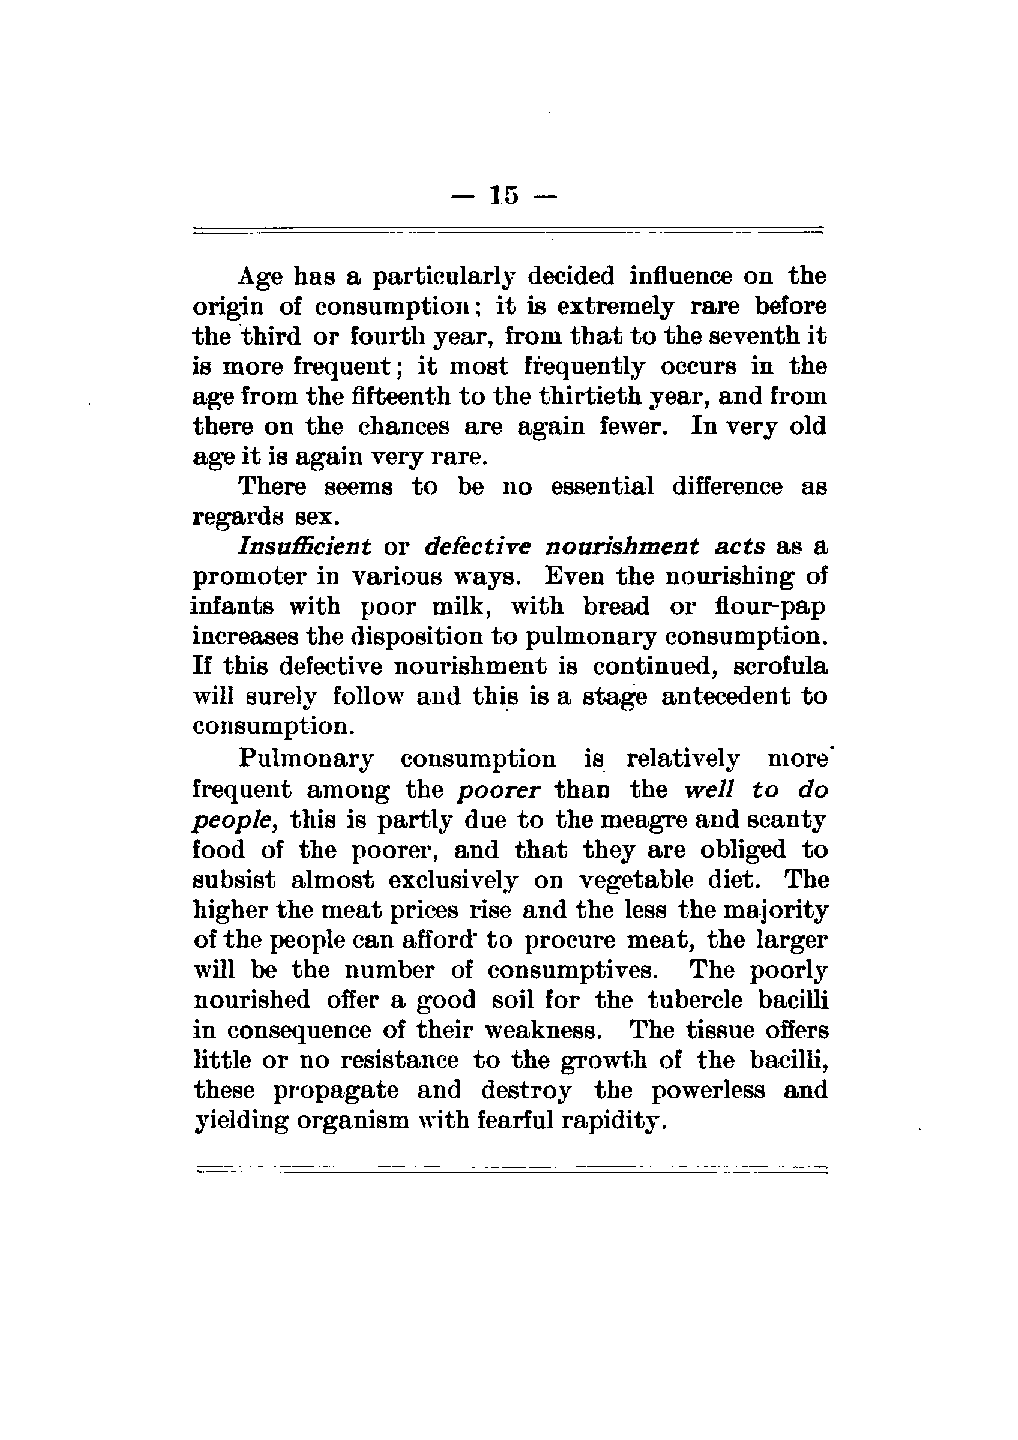 — 15 —
Age has a particularly decided influence on the
origin of consumption; it is extremely rare before
the third or fourth year, from that to the seventh it
is more frequent; it most frequently occurs in the
age from the fifteenth to the thirtieth year, and from
there on the chances are again fewer. In very old
age it is again very rare.
There seems to be no essential difference as
regards sex.
Insufficient or defective nourishment acts as a
promoter in various ways. Even the nourishing of
infants with poor milk, with bread or flour-pap
increases the disposition to pulmonary consumption.
If this defective nourishment is continued, scrofula
will surely follow and this is a stage antecedent to
consumption.
Pulmonary consumption is relatively more
frequent among the poorer than the well to do
people, this is partly due to the meagre and scanty
food of the poorer, and that they are obliged to
subsist almost exclusively on vegetable diet. The
higher the meat prices rise and the less the majority
of the people can afford to procure meat, the larger
will be the number of consumptives. The poorly
nourished offer a good soil for the tubercle bacilli
in consequence of their weakness. The tissue offers
little or no resistance to the growth of the bacilli,
these propagate and destroy the powerless and
yielding organism with fearful rapidity.